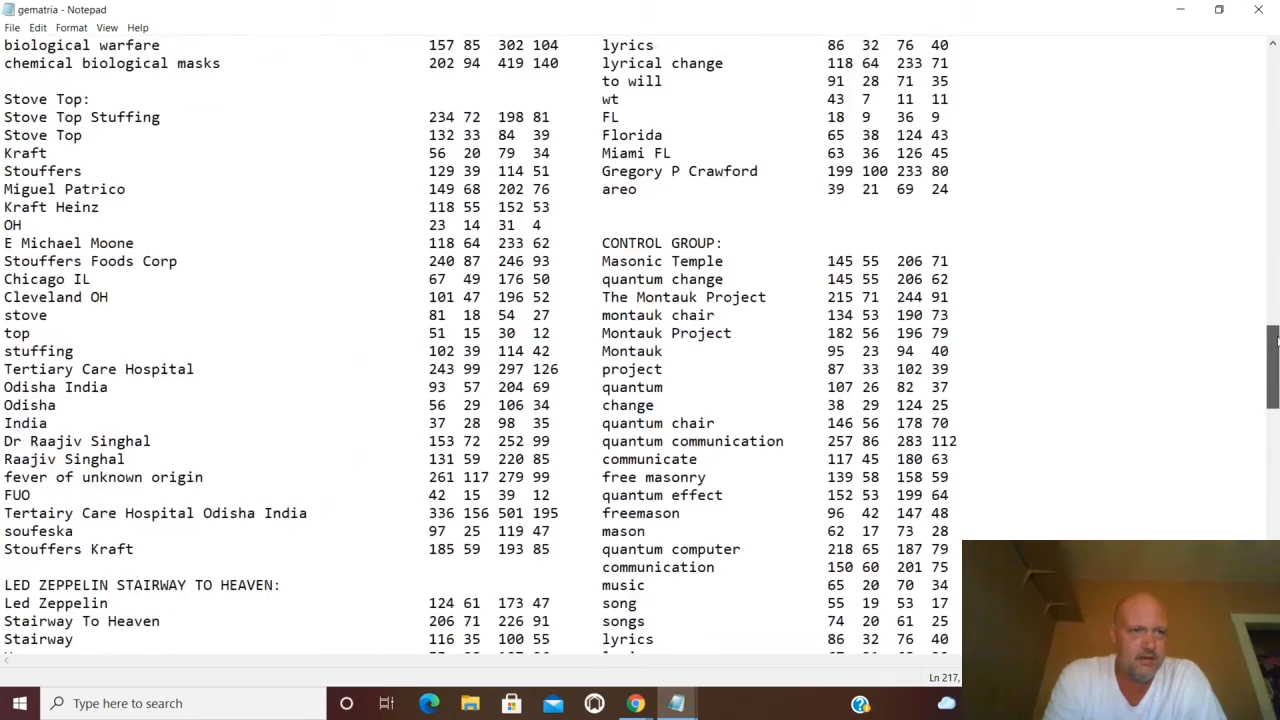 gematria - Notepad
File Edit Format View Help
biological warfare 157 85 302 104
chemical biological masks 202 94 419 140
Stove Top:
Stove Top Stuffing 234 72 198 81
Stove Top 132 33 84 39
Kraft 56 20 79 34
Stouffers 129 39 114 51
Miguel Patrico 149 68 202 76
Kraft Heinz 118 55 152 53
OH 23 14 31 4
E Michael Moone 118 64 233 62
Stouffers Foods Corp 240 87 246 93
Chicago IL 67 49 176 50
Cleveland OH 101 47 196 52
stove 81 18 54 27
top 51 15 30 12
stuffing 102 39 114 42
Tertiary Care Hospital 243 99 297 126
Odisha India 93 57 204 69
Odisha 56 29 106 34
India 37 28 98 35
Dr Raajiv Singhal 153 72 252 99
Raajiv Singhal 131 59 220 85
fever of unknown origin 261 117 279 99
FUO 42 15 39 12
Tertairy Care Hospital Odisha India 336 156 501 195
soufeska 97 25 119 47
Stouffers Kraft 185 59 193 85
LED ZEPPELIN STAIRWAY TO HEAVEN:
Led Zeppelin 124 61 173 47
Stairway To Heaven 206 71 226 91
Stairway 116 35 100 55
lyrics 86 32 76 40
lyrical change 118 64 233 71
to will 91 28 71 35
wt 43 7 11 11
FL 18 9 36 9
Florida 65 38 124 43
Miami FL 63 36 126 45
Gregory P Crawford 199 100 233 80
areo 39 21 69 24
CONTROL GROUP:
Masonic Temple 145 55 206 71
quantum change 145 55 206 62
The Montauk Project 215 71 244 91
montauk chair 134 53 190 73
Montauk Project 182 56 196 79
Montauk 95 23 94 40
project 87 33 102 39
quantum 107 26 82 37
change 38 29 124 25
quantum chair 146 56 178 70
quantum communication 257 86 283 112
communicate 117 45 180 63
free masonry 139 58 158 59
quantum effect 152 53 199 64
freemason 96 42 147 48
mason 62 17 73 28
quantum computer 218 65 187 79
communication 150 60 201 75
music 65 20 70 34
song 55 19 53 17
songs 74 20 61 25
lyrics 86 32 76 40
Ln 217,
Type here to search